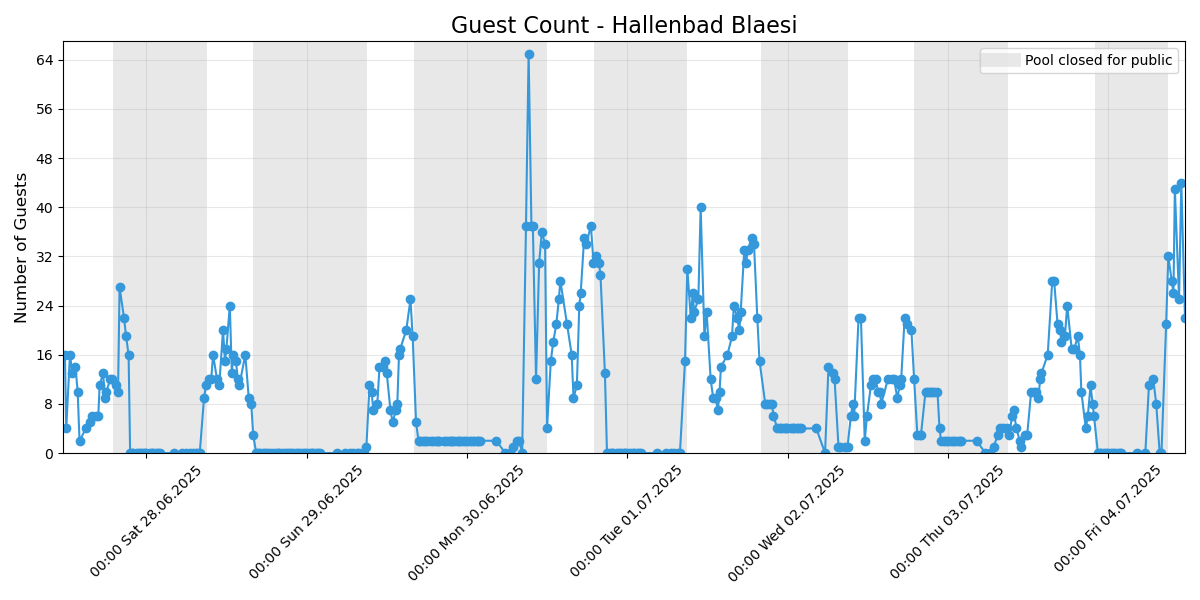 Guest Count - Hallenbad Blaesi
Pool closed for public
Number of Guests
64
56
48
40
32
24
16
8
0
00:00 Sat 28.06.2025
00:00 Sun 29.06.2025
00:00 Mon 30.06.2025
00:00 Tue 01.07.2025
00:00 Wed 02.07.2025
00:00 Thu 03.07.2025
00:00 Fri 04.07.2025